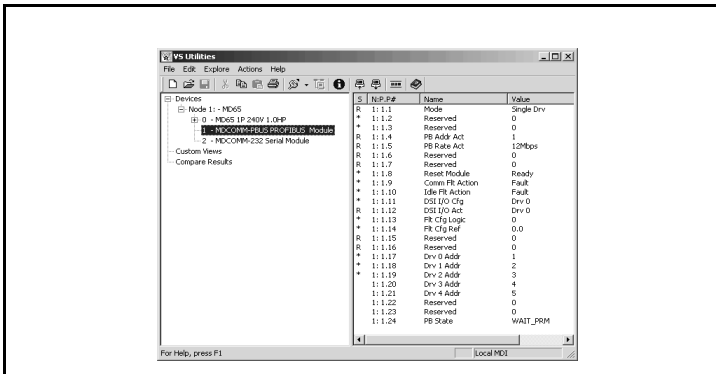 VS Utilities
File Edit Explore Actions Help
Devices
Node 1: - MD65
0 - MD65 1P 240V 1.0HP
1 - MDCOMM-PBUS PROFIBUS Module
2 - MDCOMM-232 Serial Module
Custom Views
Compare Results
S N:P.P# Name Value
R 1: 1.1 Mode Single Drv
* 1: 1.2 Reserved 0
* 1: 1.3 Reserved 0
R 1: 1.4 PB Addr Act 1
R 1: 1.5 PB Rate Act 12Mbps
* 1: 1.6 Reserved 0
R 1: 1.7 Reserved 0
* 1: 1.8 Reset Module Ready
* 1: 1.9 Comm Flt Action Fault
* 1: 1.10 Idle Flt Action Fault
* 1: 1.11 DSI I/O Cfg Drv 0
R 1: 1.12 DSI I/O Act Drv 0
* 1: 1.13 Flt Cfg Logic 0
* 1: 1.14 Flt Cfg Ref 0.0
R 1: 1.15 Reserved 0
R 1: 1.16 Reserved 0
* 1: 1.17 Drv 0 Addr 1
* 1: 1.18 Drv 1 Addr 2
* 1: 1.19 Drv 2 Addr 3
1: 1.20 Drv 3 Addr 4
1: 1.21 Drv 4 Addr 5
1: 1.22 Reserved 0
1: 1.23 Reserved 0
1: 1.24 PB State WAIT_PRM
For Help, press F1
Local MDI